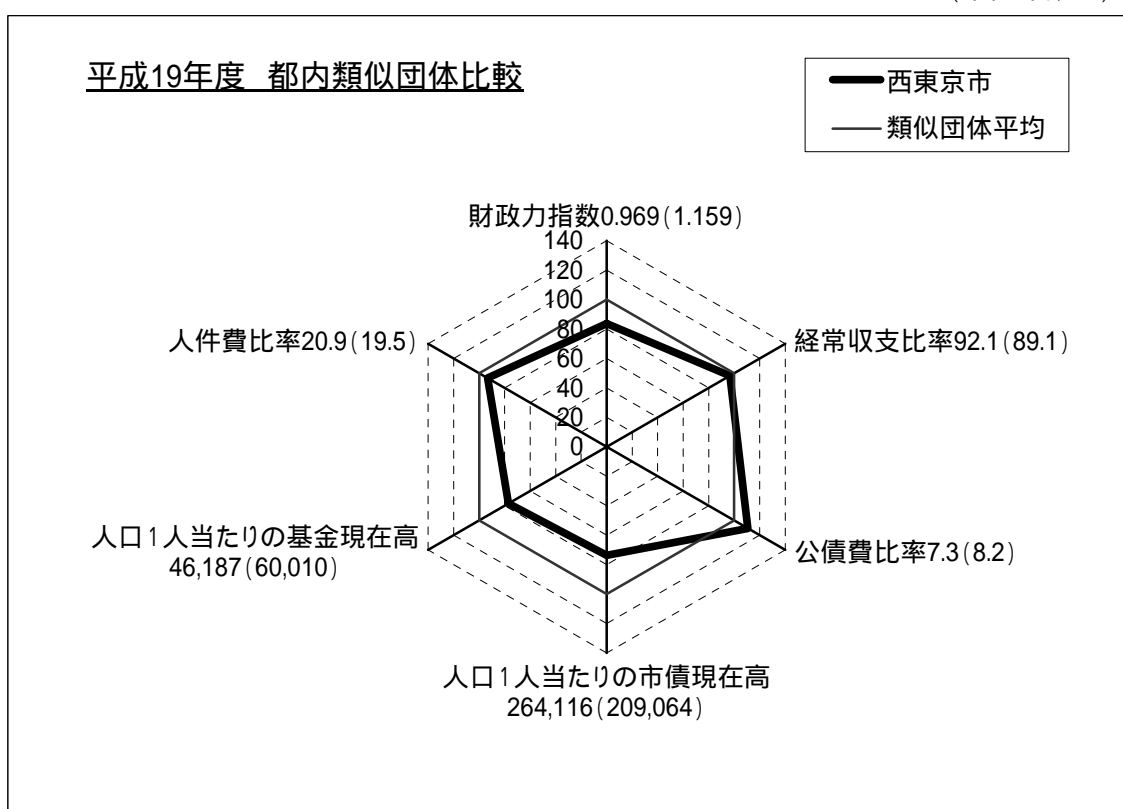 平成19年度 都内類似団体比較
西東京市
類似団体平均
財政力指数0.969(1.159)
140
120
100
80
60
40
20
0
経常収支比率92.1(89.1)
公債費比率7.3(8.2)
人口1人当たりの市債現在高
264,116(209,064)
人口1人当たりの基金現在高
46,187(60,010)
人件費比率20.9(19.5)